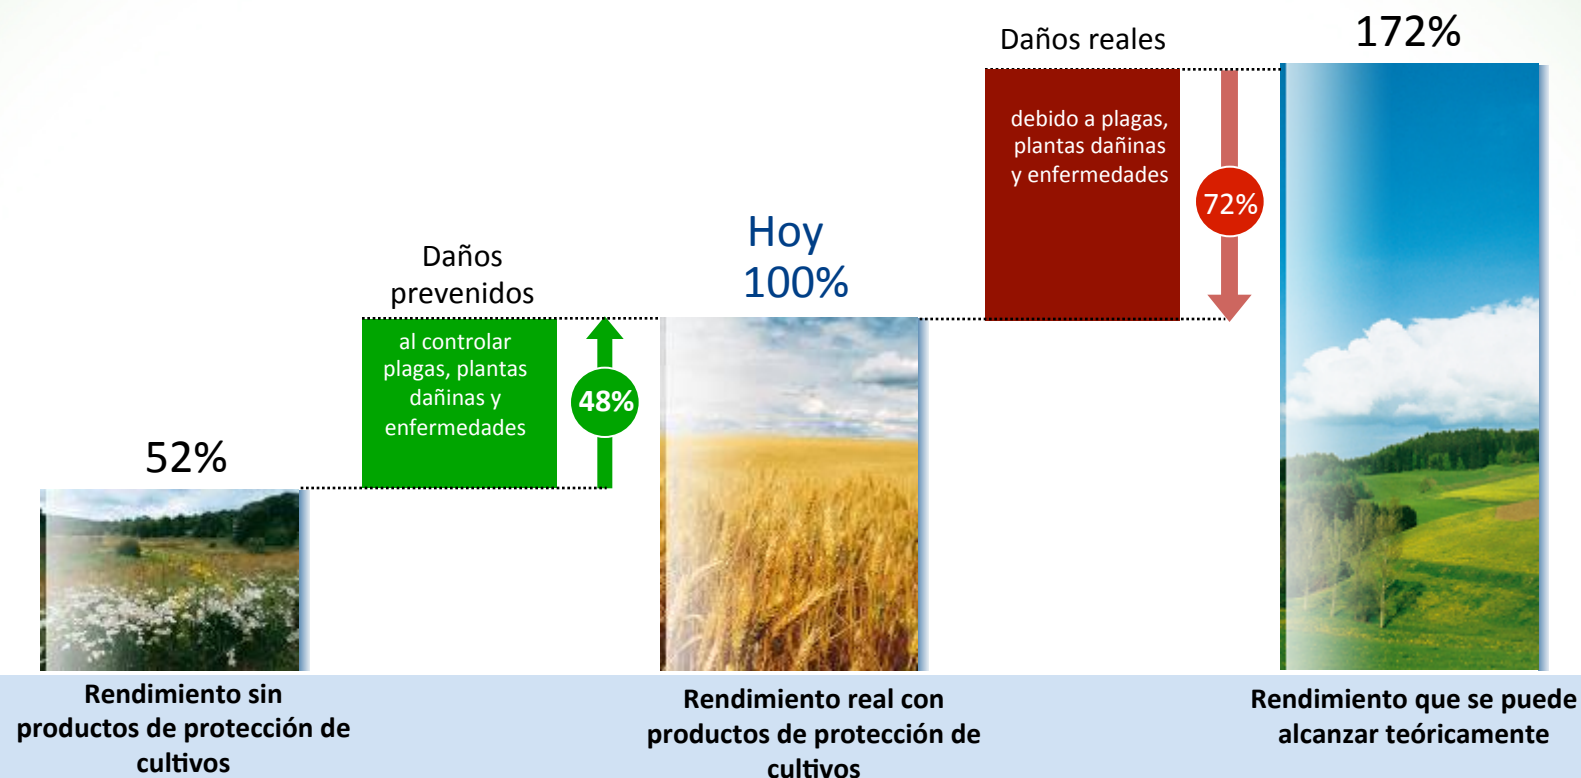 52%
Daños
prevenidos
al controlar
plagas, plantas
dañinas y
enfermedades
48%
Hoy
100%
Daños reales
debido a plagas,
plantas dañinas
y enfermedades
72%
172%
Rendimiento sin
productos de protección de
cultivos
Rendimiento real con
productos de protección de
cultivos
Rendimiento que se puede
alcanzar teóricamente